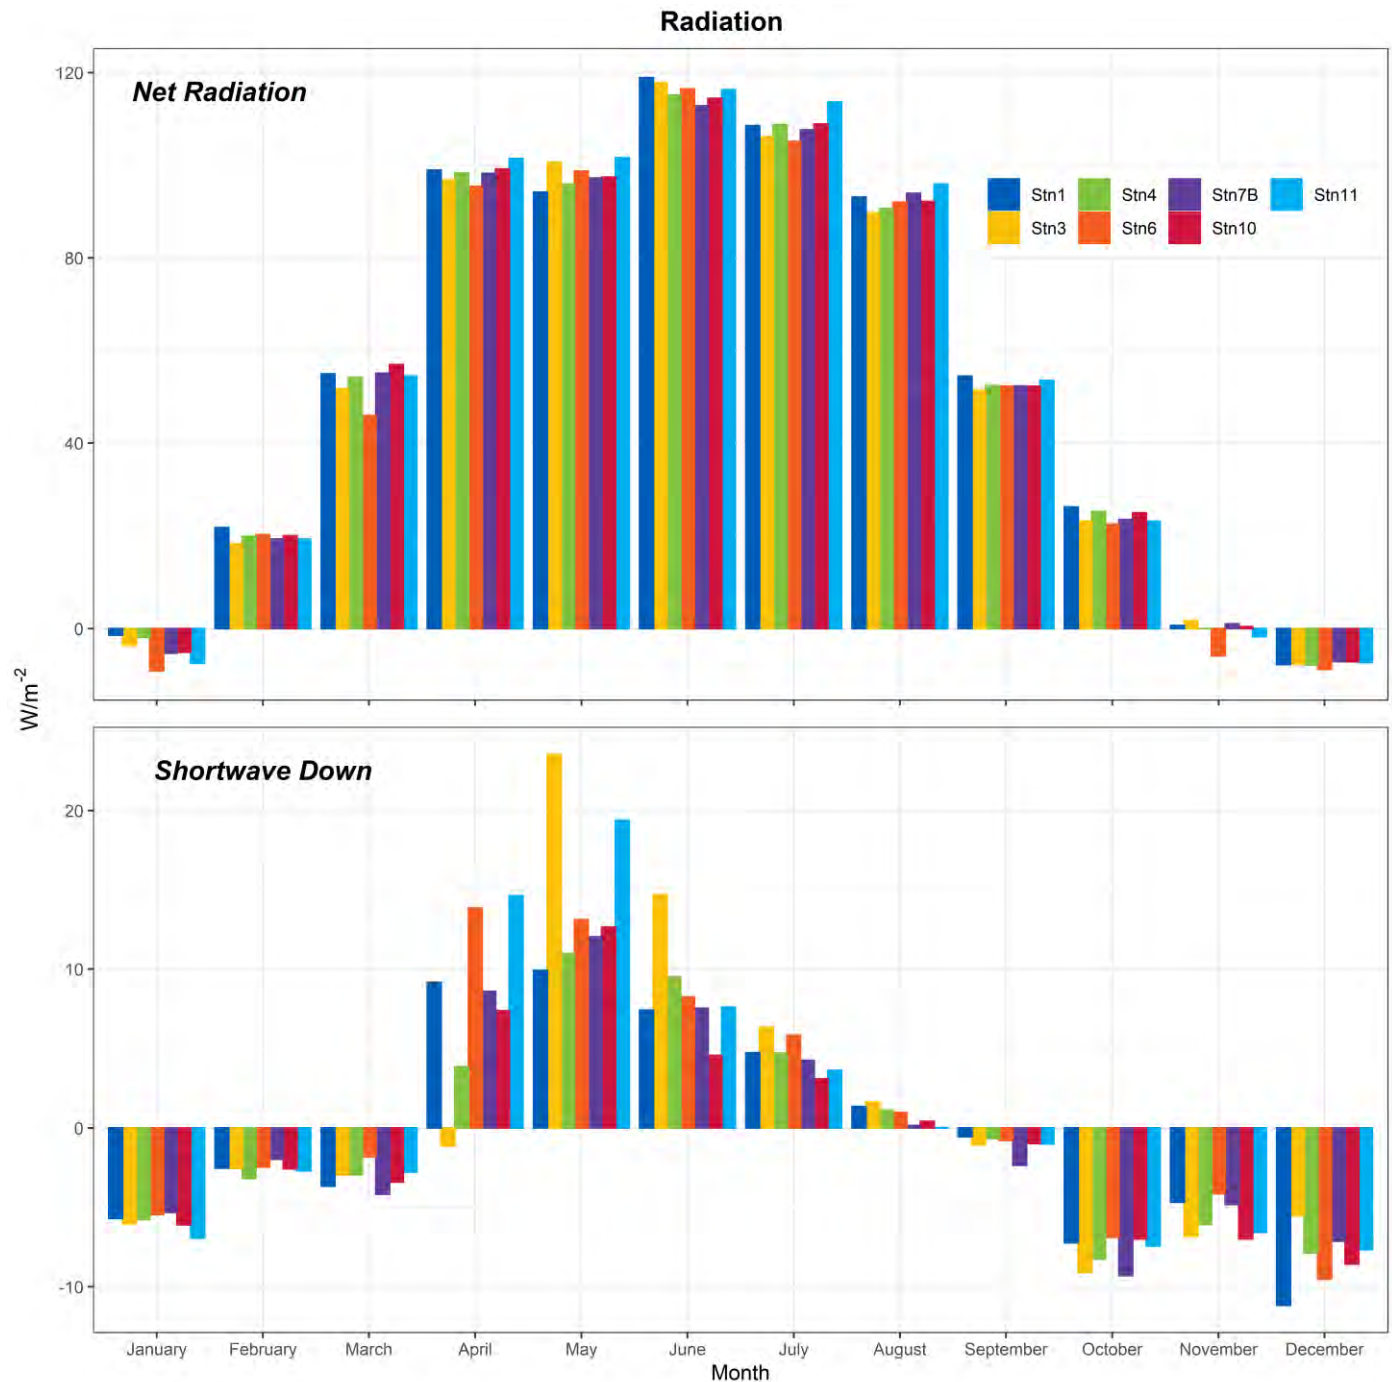 Radiation
Net Radiation
120
80
40
0
Stn1 Stn4 Stn7B Stn11
Stn3 Stn6 Stn10
W/m-2
Shortwave Down
20
10
0
-10
January February March April May June July August September October November December
Month